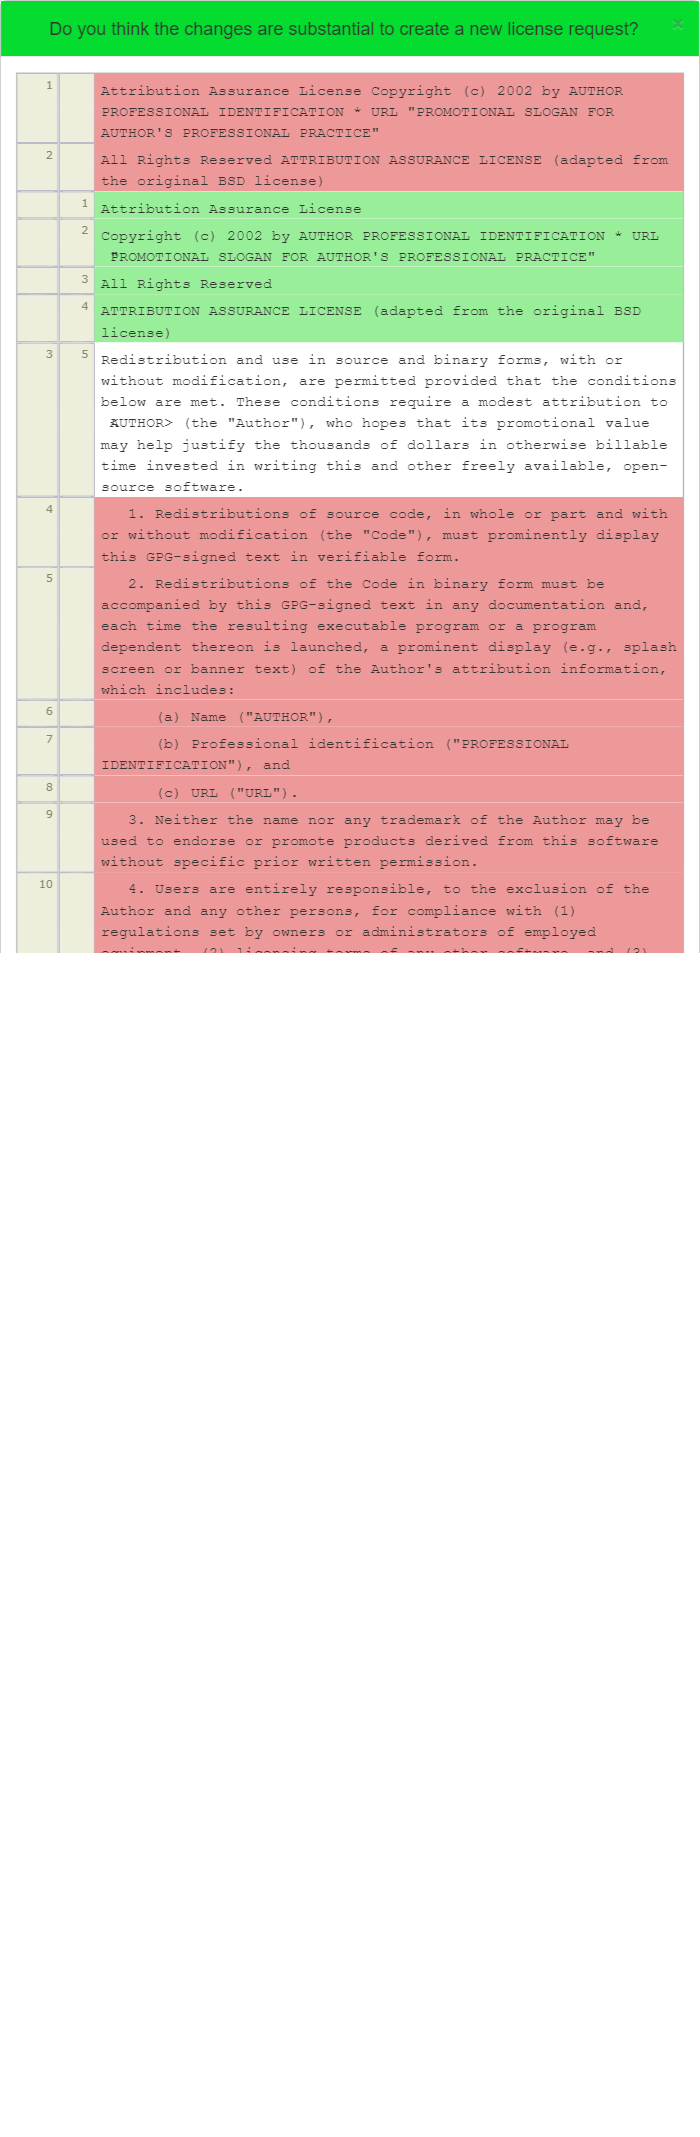 Do you think the changes are substantial to create a new license request? ×
1 Attribution Assurance License Copyright (c) 2002 by AUTHOR
PROFESSIONAL IDENTIFICATION * URL "PROMOTIONAL SLOGAN FOR
AUTHOR'S PROFESSIONAL PRACTICE"
2 All Rights Reserved ATTRIBUTION ASSURANCE LICENSE (adapted from
the original BSD license)
1 Attribution Assurance License
2 Copyright (c) 2002 by AUTHOR PROFESSIONAL IDENTIFICATION * URL
"PROMOTIONAL SLOGAN FOR AUTHOR'S PROFESSIONAL PRACTICE"
3 All Rights Reserved
4 ATTRIBUTION ASSURANCE LICENSE (adapted from the original BSD
license)
3 5 Redistribution and use in source and binary forms, with or
without modification, are permitted provided that the conditions
below are met. These conditions require a modest attribution to
<AUTHOR> (the "Author"), who hopes that its promotional value
may help justify the thousands of dollars in otherwise billable
time invested in writing this and other freely available, open-
source software.
4 1. Redistributions of source code, in whole or part and with
or without modification (the "Code"), must prominently display
this GPG-signed text in verifiable form.
5 2. Redistributions of the Code in binary form must be
accompanied by this GPG-signed text in any documentation and,
each time the resulting executable program or a program
dependent thereon is launched, a prominent display (e.g., splash
screen or banner text) of the Author's attribution information,
which includes:
6 (a) Name ("AUTHOR"),
7 (b) Professional identification ("PROFESSIONAL
IDENTIFICATION"), and
8 (c) URL ("URL").
9 3. Neither the name nor any trademark of the Author may be
used to endorse or promote products derived from this software
without specific prior written permission.
10 4. Users are entirely responsible, to the exclusion of the
Author and any other persons, for compliance with (1)
regulations set by owners or administrators of employed
equipment, (2) licensing terms of any other software, and (3)